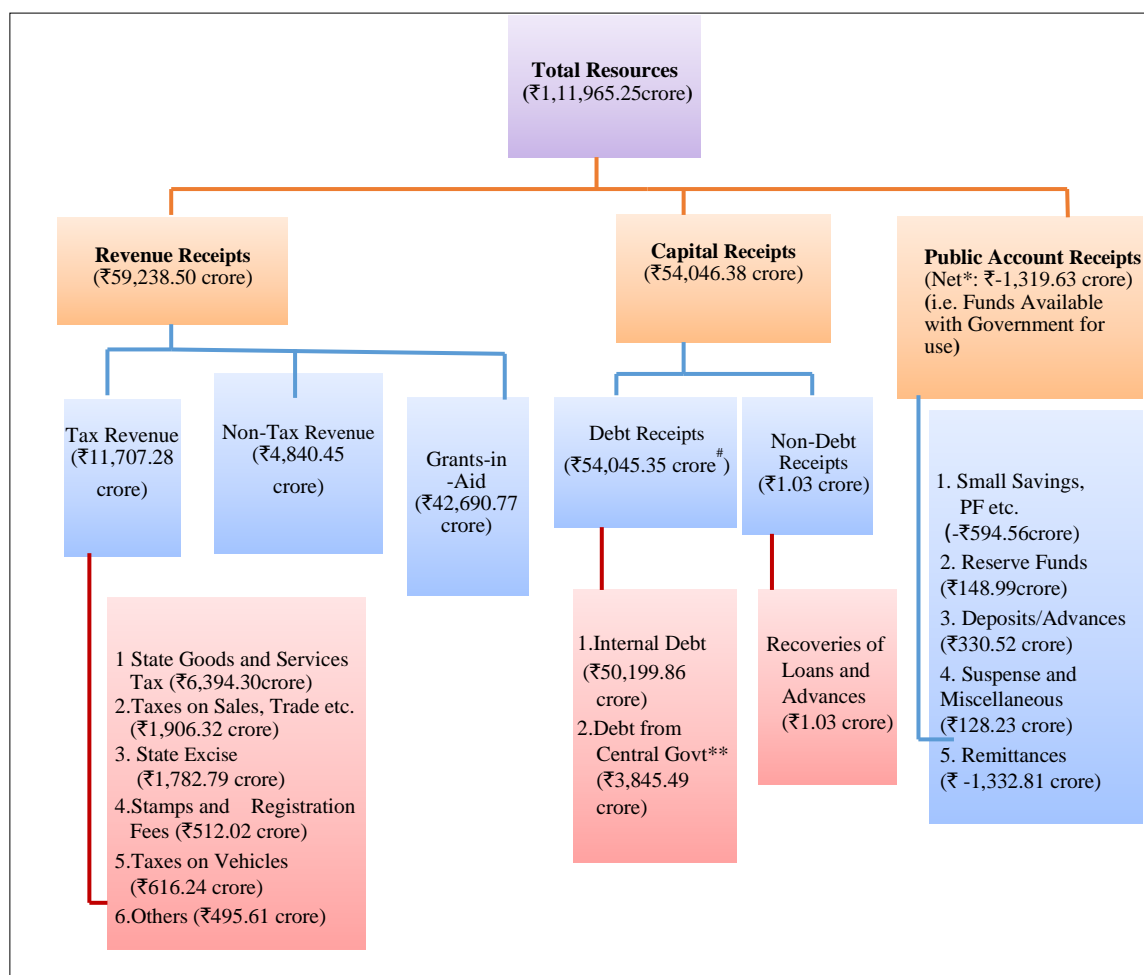 Total Resources
(₹1,11,965.25crore)
Revenue Receipts
(₹59,238.50 crore)
Capital Receipts
(₹54,046.38 crore)
Public Account Receipts
(Net*: ₹-1,319.63 crore)
(i.e. Funds Available
with Government for
use)
Tax Revenue
(₹11,707.28
crore)
Non-Tax Revenue
(₹4,840.45
crore)
Grants-in
-Aid
(₹42,690.77
crore)
Debt Receipts
(₹54,045.35 crore#)
Non-Debt
Receipts
(₹1.03 crore)
1 State Goods and Services
Tax (₹6,394.30crore)
2.Taxes on Sales, Trade etc.
(₹1,906.32 crore)
3. State Excise
(₹1,782.79 crore)
4.Stamps and Registration
Fees (₹512.02 crore)
5.Taxes on Vehicles
(₹616.24 crore)
6.Others (₹495.61 crore)
1.Internal Debt
(₹50,199.86
crore)
2.Debt from
Central Govt**
(₹3,845.49
crore)
Recoveries of
Loans and
Advances
(₹1.03 crore)
1. Small Savings,
PF etc.
(-₹594.56crore)
2. Reserve Funds
(₹148.99crore)
3. Deposits/Advances
(₹330.52 crore)
4. Suspense and
Miscellaneous
(₹128.23 crore)
5. Remittances
(₹ -1,332.81 crore)